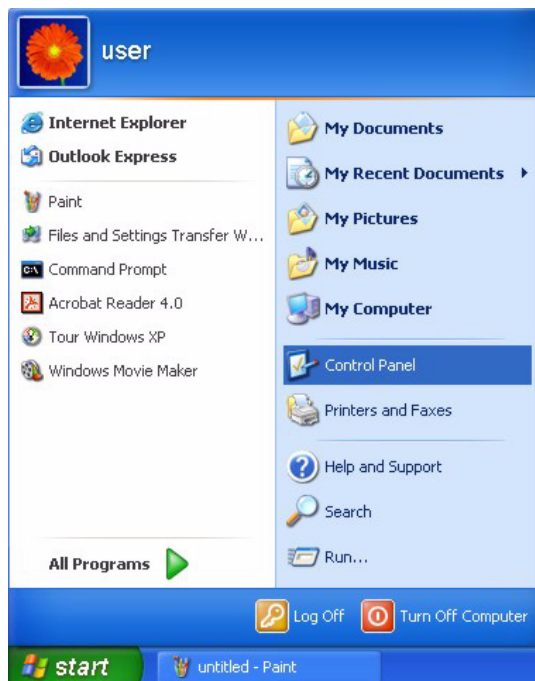 user
Internet Explorer
Outlook Express
Paint
Files and Settings Transfer W...
Command Prompt
Acrobat Reader 4.0
Tour Windows XP
Windows Movie Maker
All Programs
My Documents
My Recent Documents
My Pictures
My Music
My Computer
Control Panel
Printers and Faxes
Help and Support
Search
Run...
Log Off
Turn Off Computer
start
untitled - Paint